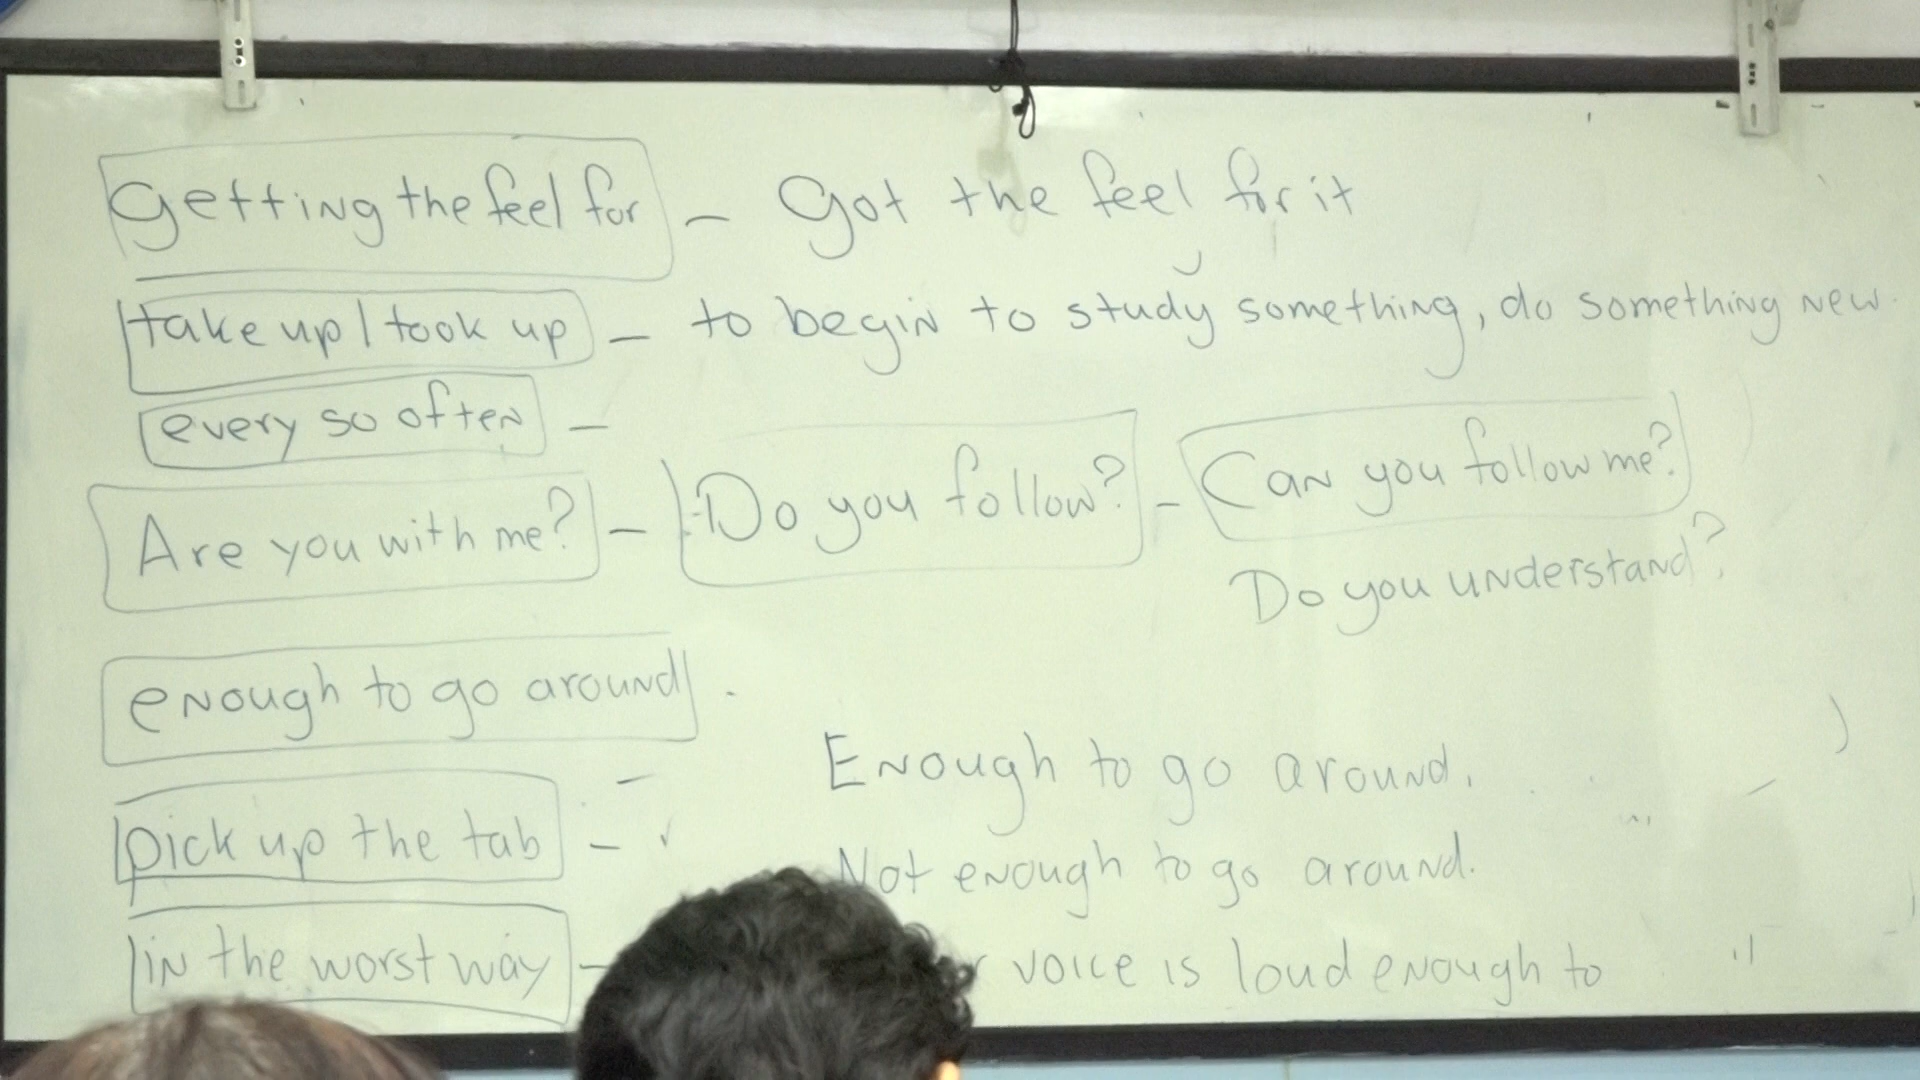 Getting the feel for - Got the feel for it
take up / took up - to begin to study something, do something new.
every so often -
Are you with me? - Do you follow? - Can you follow me?
Do you understand?
enough to go around.
Enough to go around.
pick up the tab -
Not enough to go around.
in the worst way -
voice is loud enough to